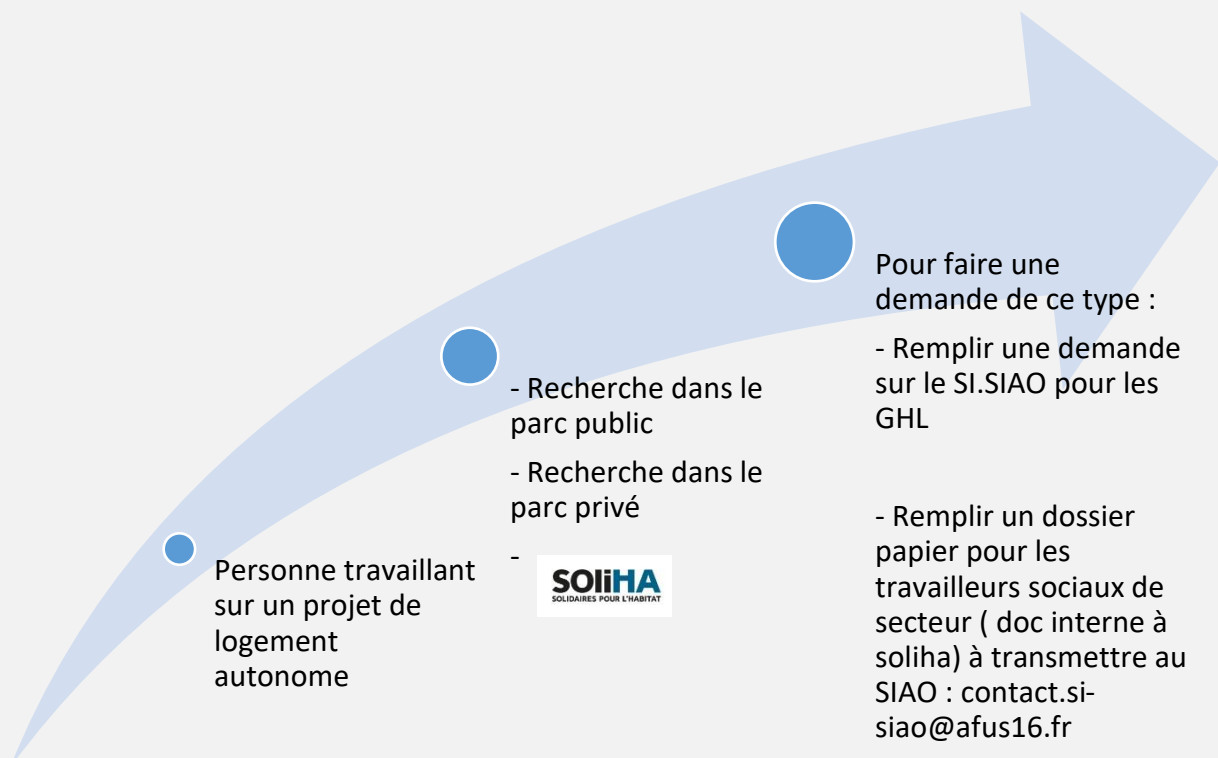 Personne travaillant
sur un projet de
logement
autonome
- Recherche dans le
parc public
- Recherche dans le
parc privé
-
SOLiHA
SOLIDAIRES POUR L'HABITAT
Pour faire une
demande de ce type :
- Remplir une demande
sur le SI.SIAO pour les
GHL
- Remplir un dossier
papier pour les
travailleurs sociaux de
secteur ( doc interne à
soliha) à transmettre au
SIAO : contact.si-
siao@afus16.fr